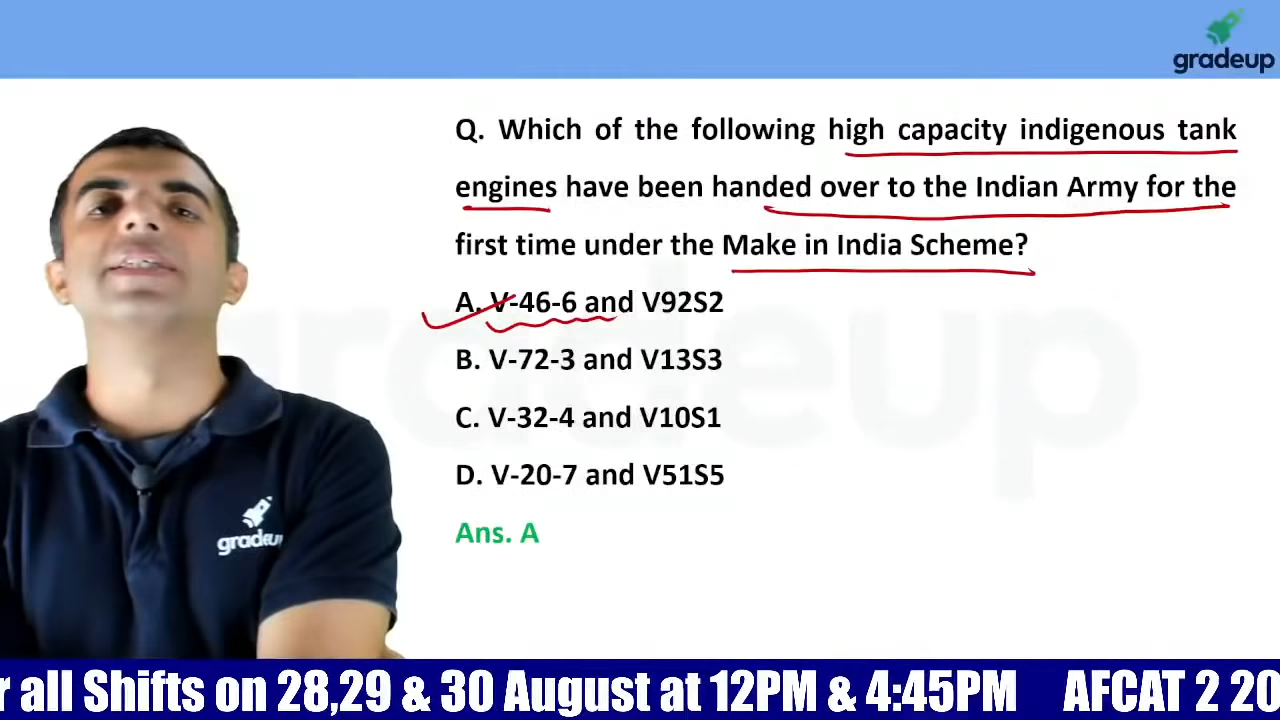 gradeup
Q. Which of the following high capacity indigenous tank
engines have been handed over to the Indian Army for the
first time under the Make in India Scheme?
A. V-46-6 and V92S2
B. V-72-3 and V13S3
C. V-32-4 and V10S1
D. V-20-7 and V51S5
Ans. A
gradeup
gradeup
r all Shifts on 28,29 & 30 August at 12PM & 4:45PM AFCAT 2 20